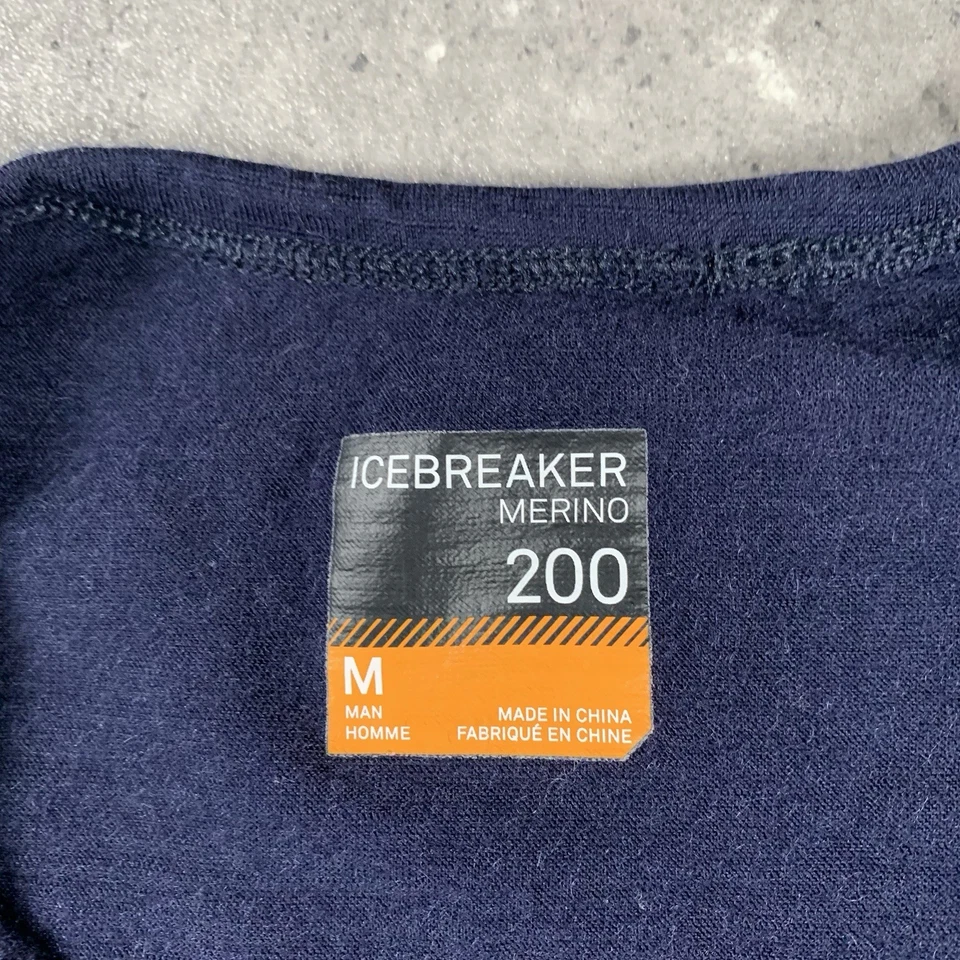 ICEBREAKER
MERINO
200
M
MAN
HOMME
MADE IN CHINA
FABRIQUÉ EN CHINE